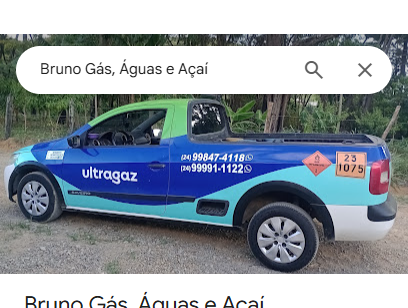 Bruno Gás, Águas e Açaí
ultragaz
(24) 99847-4118
(24) 99991-1122
23
1075
Bruno Gás, Águas e Açaí